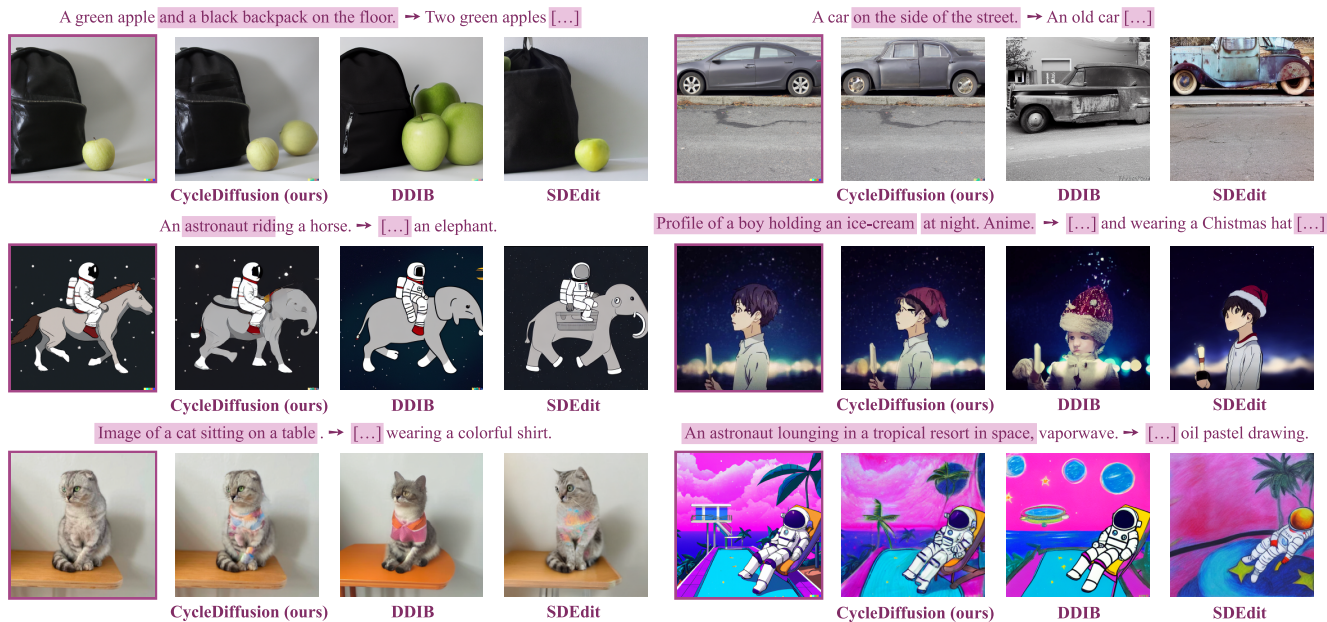 A green apple and a black backpack on the floor. → Two green apples […]
A car on the side of the street. → An old car […]
CycleDiffusion (ours) DDIB SDEdit
CycleDiffusion (ours) DDIB SDEdit
An astronaut riding a horse. → […] an elephant.
Profile of a boy holding an ice-cream at night. Anime. → […] and wearing a Chistmas hat […]
CycleDiffusion (ours) DDIB SDEdit
CycleDiffusion (ours) DDIB SDEdit
Image of a cat sitting on a table . → […] wearing a colorful shirt.
An astronaut lounging in a tropical resort in space, vaporwave. → […] oil pastel drawing.
CycleDiffusion (ours) DDIB SDEdit
CycleDiffusion (ours) DDIB SDEdit